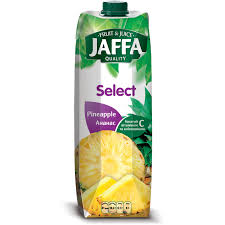 FRUIT & JUICE
JAFFA
QUALITY
Select
Pineapple
Ананас
C